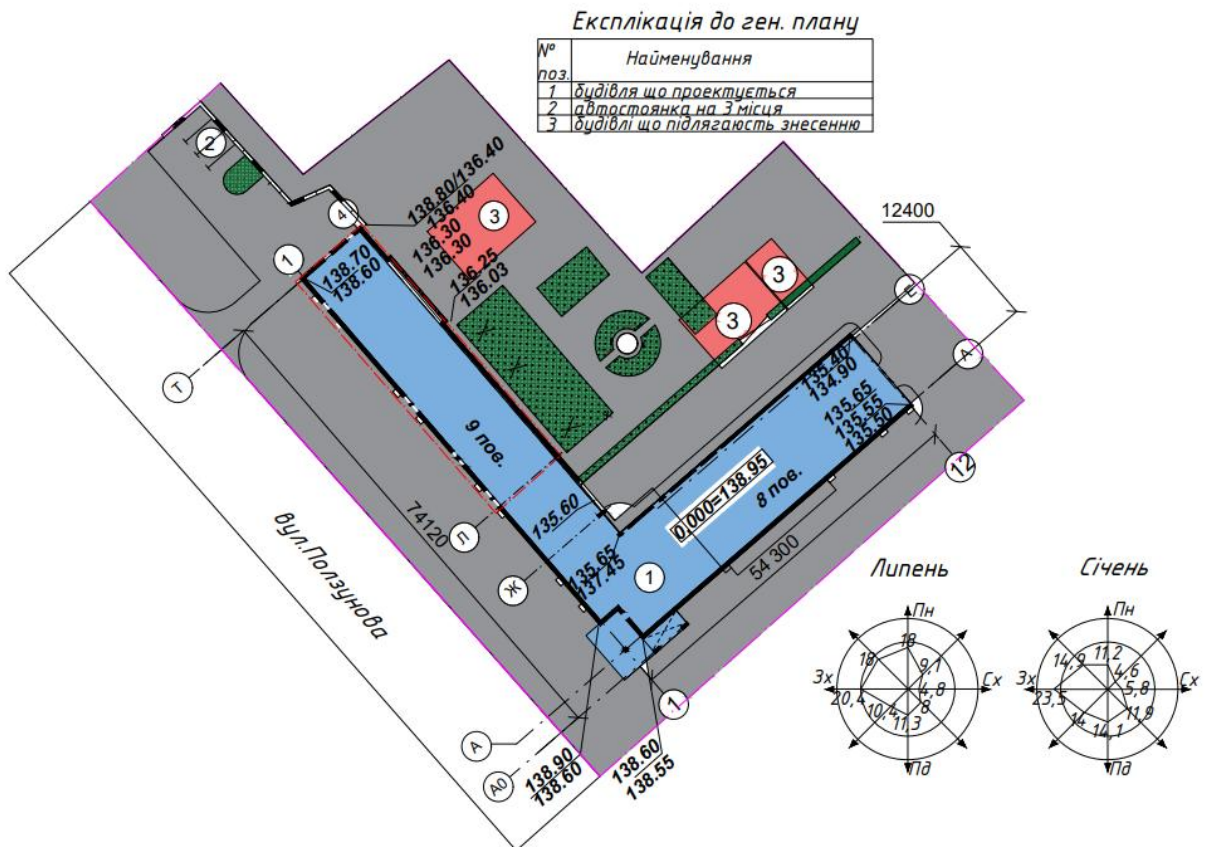 Експлікація до ген. плану
№ поз.
Найменування
1 будівля що проектується
2 автостоянка на 3 місця
3 будівлі що підлягають знесенню
2
4
1
138.80/136.40
136.40
136.30
136.30
3
136.25
136.03
138.70
138.60
3
3
12400
Е
А
Т
135.40
134.90
135.65
135.55
135.50
12
9 пов.
0,000=138.95
8 пов.
74120
Л
135.60
54 300
Ж
135.65
137.45
1
вул.Ползунова
1
А
А0
138.90
138.60
138.60
138.55
Липень
Пн
18
18
9,1
Зх
4,8
Сх
20,4
10,4
8
11,3
Пд
Січень
Пн
11,2
14,9
4,6
Зх
5,8
Сх
23,5
14
11,9
14,1
Пд